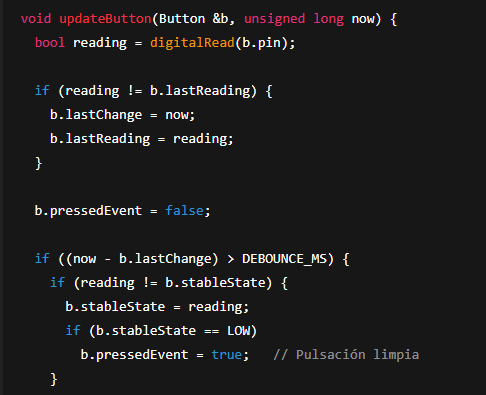 void updateButton(Button &b, unsigned long now) {
  bool reading = digitalRead(b.pin);

  if (reading != b.lastReading) {
    b.lastChange = now;
    b.lastReading = reading;
  }

  b.pressedEvent = false;

  if ((now - b.lastChange) > DEBOUNCE_MS) {
    if (reading != b.stableState) {
      b.stableState = reading;
      if (b.stableState == LOW)
        b.pressedEvent = true;   // Pulsación limpia
    }